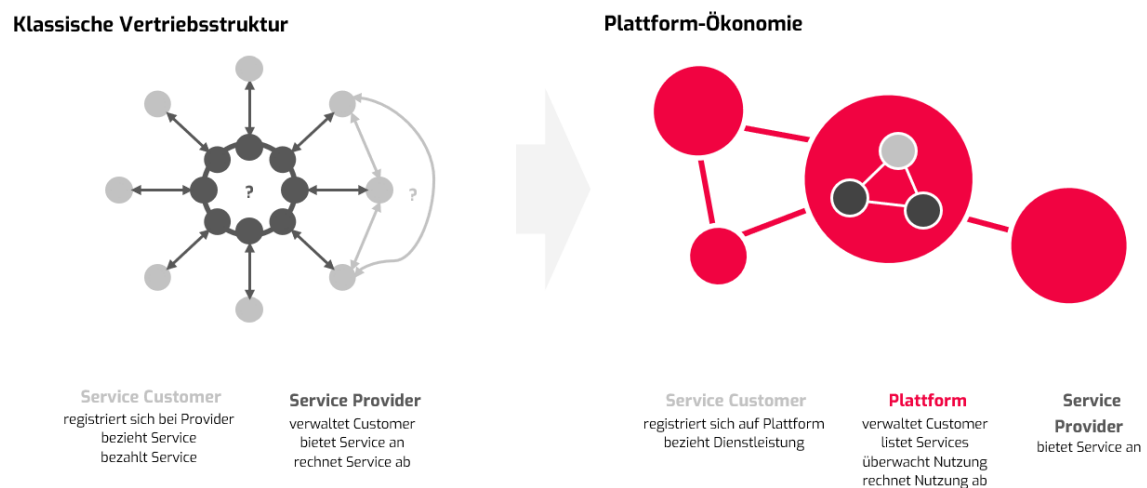 Klassische Vertriebsstruktur
Plattform-Ökonomie
?
?
Service Customer
registriert sich bei Provider
bezieht Service
bezahlt Service
Service Provider
verwaltet Customer
bietet Service an
rechnet Service ab
Service Customer
registriert sich auf Plattform
bezieht Dienstleistung
Plattform
verwaltet Customer
listet Services
überwacht Nutzung
rechnet Nutzung ab
Service
Provider
bietet Service an